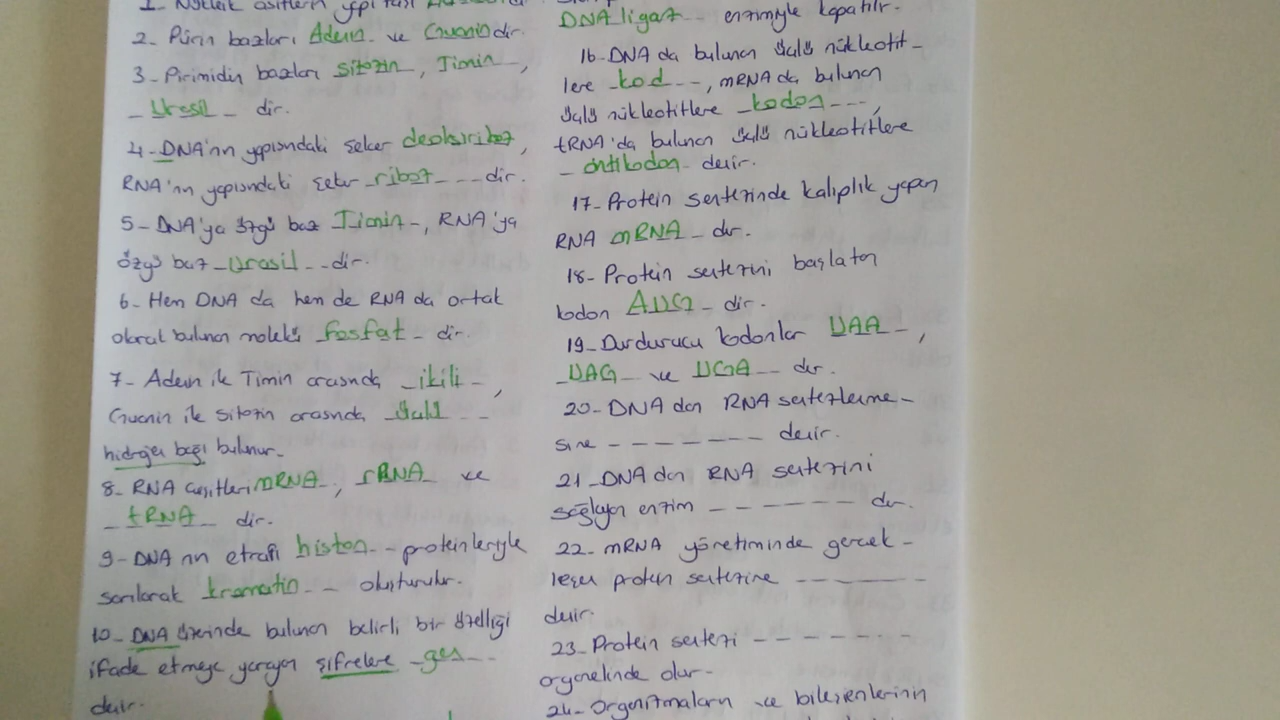 1- Nükleik asitlerin yapı taşı
2- Pürin bazları Adenin ve Guanin dir.
3- Pirimidin bazları Sitozin, Timin,
Urasil dir.
4- DNA'nın yapısındaki şeker deoksiriboz,
RNA'nın yapısındaki şeker riboz dir.
5- DNA'ya özgü baz Timin, RNA'ya
özgü baz Urasil dir.
6- Hem DNA da hem de RNA da ortak
olarak bulunan molekül fosfat dir.
7- Adenin ile Timin arasında ikili,
Guanin ile Sitozin arasında üçlü
hidrojen bağı bulunur.
8- RNA çeşitleri mRNA, rRNA ve
tRNA dir.
9- DNA nın etrafı histon proteinleriyle
sarılarak kromatin oluşturulur.
10- DNA üzerinde bulunan belirli bir özelliği
ifade etmeye yarayan şifrelere gen
denir.
DNA ligaz enzimiyle kapatılır.
16- DNA da bulunan üçlü nükleotit-
lere kod, mRNA da bulunan
üçlü nükleotitlere kodon,
tRNA'da bulunan üçlü nükleotitlere
antikodon denir.
17- Protein sentezinde kalıplık yapan
RNA mRNA dır.
18- Protein sentezini başlatan
kodon AUG dir.
19- Durdurucu kodonlar UAA,
UAG ve UGA dır.
20- DNA dan RNA sentezlenme-
sine ------- denir.
21- DNA dan RNA sentezini
sağlayan enzim ------- dır.
22- mRNA yönetiminde gerçek-
leşen protein sentezine -------
denir.
23- Protein sentezi -------
organelinde olur.
24- Organizmaların ve bileşenlerinin